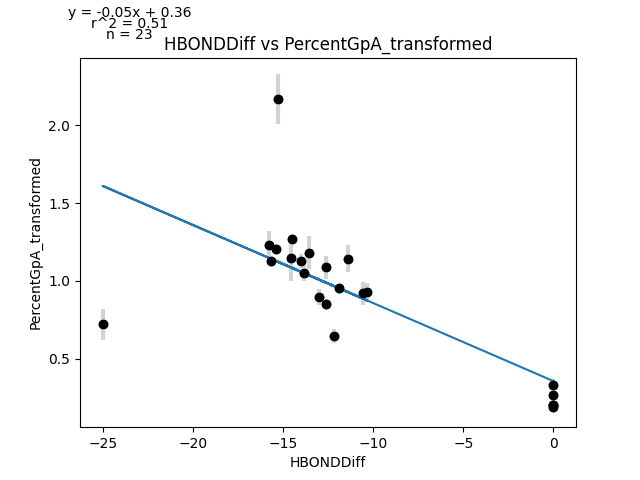 y = -0.05x + 0.36
r^2 = 0.51
n = 23
HBONDDiff vs PercentGpA_transformed
PercentGpA_transformed
2.0
1.5
1.0
0.5
−25
−20
−15
−10
−5
0
HBONDDiff